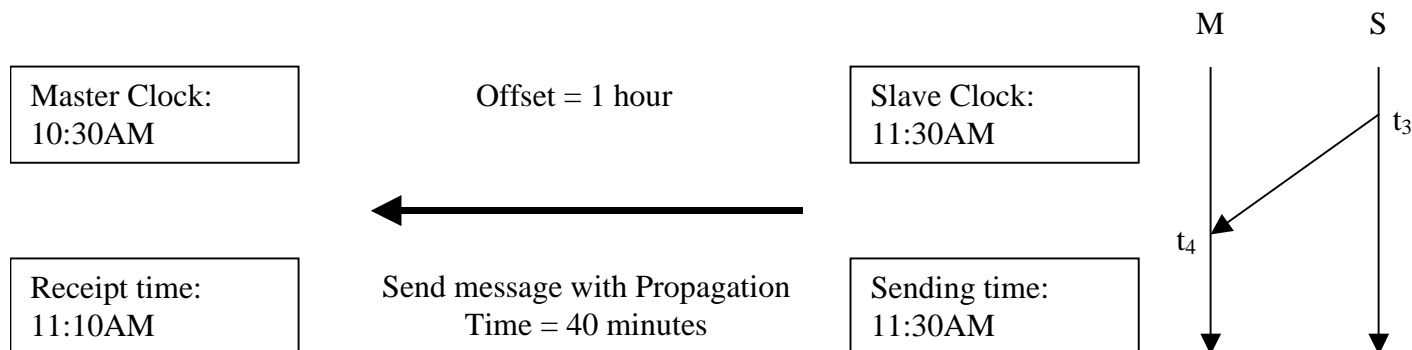 M S
Master Clock:
10:30AM
Offset = 1 hour
Slave Clock:
11:30AM
t₃
t₄
Receipt time:
11:10AM
Send message with Propagation
Time = 40 minutes
Sending time:
11:30AM